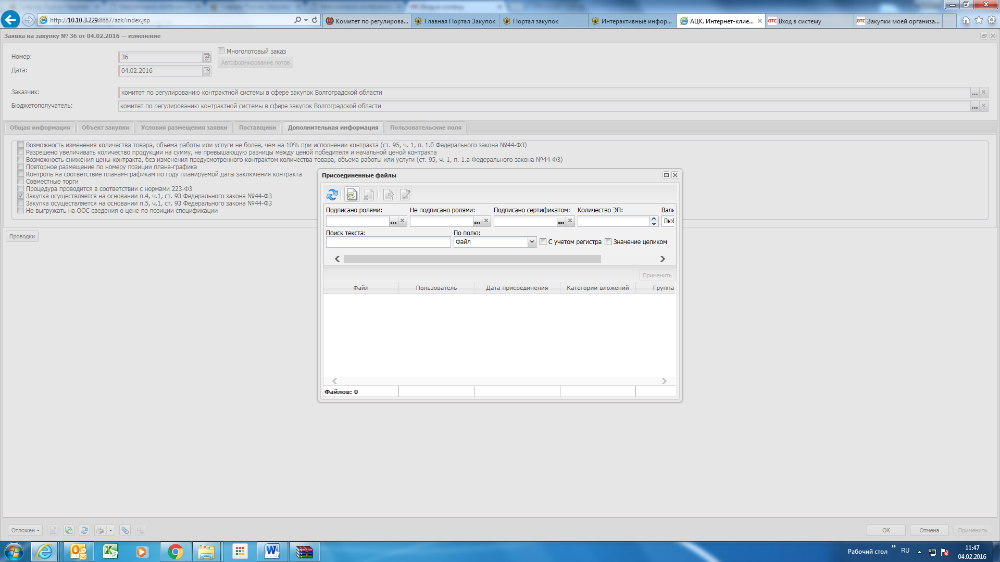 http://10.10.3.229:8887/azk/index.jsp
Комитет по регулирова...
Главная Портал Закупок
Портал закупок
Интерактивные инфор...
АЦК. Интернет-клие...
отс Вход в систему
отс Закупки моей организа...
Заявка на закупку № 36 от 04.02.2016 — изменение
Номер:
36
Многолотовый заказ
Автоформирование лотов
Дата:
04.02.2016
Заказчик:
комитет по регулированию контрактной системы в сфере закупок Волгоградской области
Бюджетополучатель:
комитет по регулированию контрактной системы в сфере закупок Волгоградской области
Общая информация
Объект закупки
Условия размещения заявки
Поставщики
Дополнительная информация
Пользовательские поля
Возможность изменения количества товара, объема работы или услуги не более, чем на 10% при исполнении контракта (ст. 95, ч. 1, п. 1.б Федерального закона №44-ФЗ)
Разрешено увеличивать количество продукции на сумму, не превышающую разницы между ценой победителя и начальной ценой контракта
Возможность снижения цены контракта, без изменения предусмотренного контрактом количества товара, объема работы или услуги (ст. 95, ч. 1, п. 1.а Федерального закона №44-ФЗ)
Повторное размещение по номеру позиции плана-графика
Контроль на соответствие планам-графикам по году планируемой даты заключения контракта
Совместные торги
Процедура проводится в соответствии с нормами 223-ФЗ
Закупка осуществляется на основании п.4, ч.1, ст. 93 Федерального закона №44-ФЗ
Закупка осуществляется на основании п.5, ч.1, ст. 93 Федерального закона №44-ФЗ
Не выгружать на ООС сведения о цене по позиции спецификации
Проводки
Присоединенные файлы
Подписано ролями:
Не подписано ролями:
Подписано сертификатом:
Количество ЭП:
Вали
Люб
Поиск текста:
По полю:
Файл
С учетом регистра
Значение целиком
Применить
Файл
Пользователь
Дата присоединения
Категории вложений
Группа
Файлов: 0
Отложен
ОК
Отмена
Применить
Рабочий стол
»
RU
11:47
04.02.2016